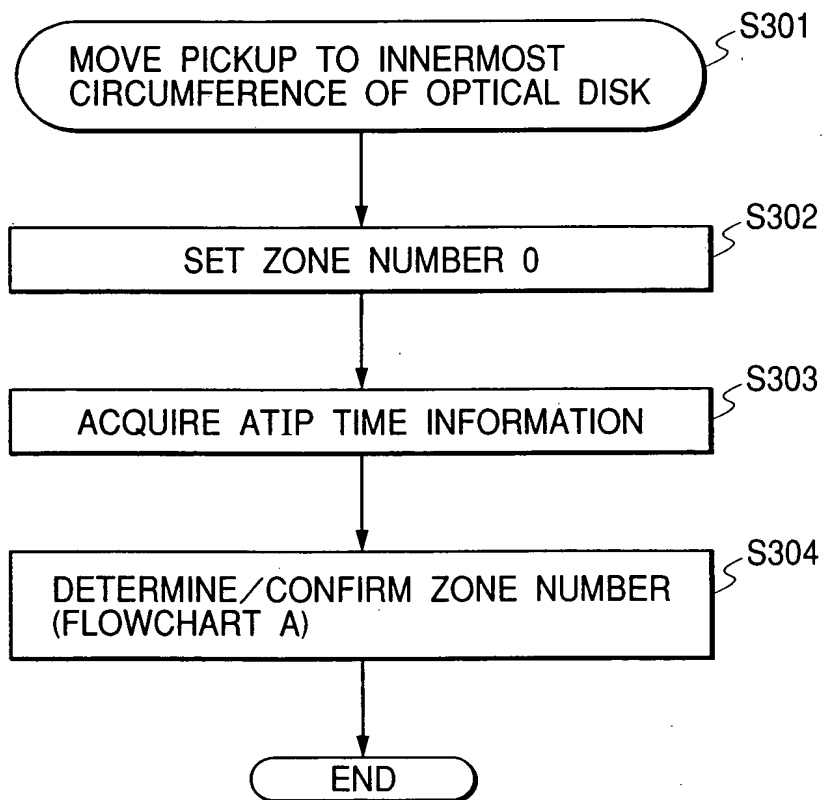 S301
MOVE PICKUP TO INNERMOST
CIRCUMFERENCE OF OPTICAL DISK
S302
SET ZONE NUMBER 0
S303
ACQUIRE ATIP TIME INFORMATION
S304
DETERMINE/CONFIRM ZONE NUMBER
(FLOWCHART A)
END